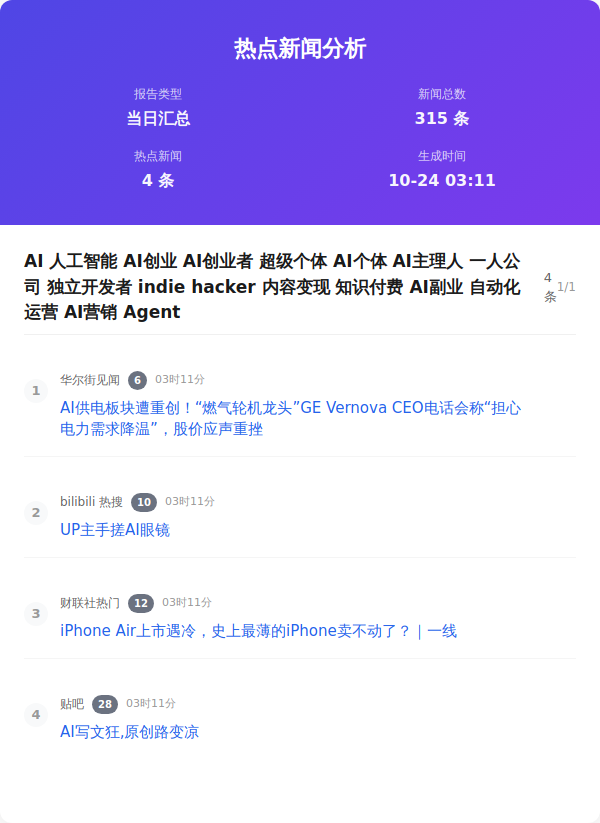 热点新闻分析
报告类型
新闻总数
当日汇总
315 条
热点新闻
生成时间
4 条
10-24 03:11
AI 人工智能 AI创业 AI创业者 超级个体 AI个体 AI主理人 一人公
司 独立开发者 indie hacker 内容变现 知识付费 AI副业 自动化
运营 AI营销 Agent
4
条
1/1
1
华尔街见闻 6 03时11分
AI供电板块遭重创！“燃气轮机龙头”GE Vernova CEO电话会称“担心
电力需求降温”，股价应声重挫
2
bilibili 热搜 10 03时11分
UP主手搓AI眼镜
3
财联社热门 12 03时11分
iPhone Air上市遇冷，史上最薄的iPhone卖不动了？｜一线
4
贴吧 28 03时11分
AI写文狂,原创路变凉